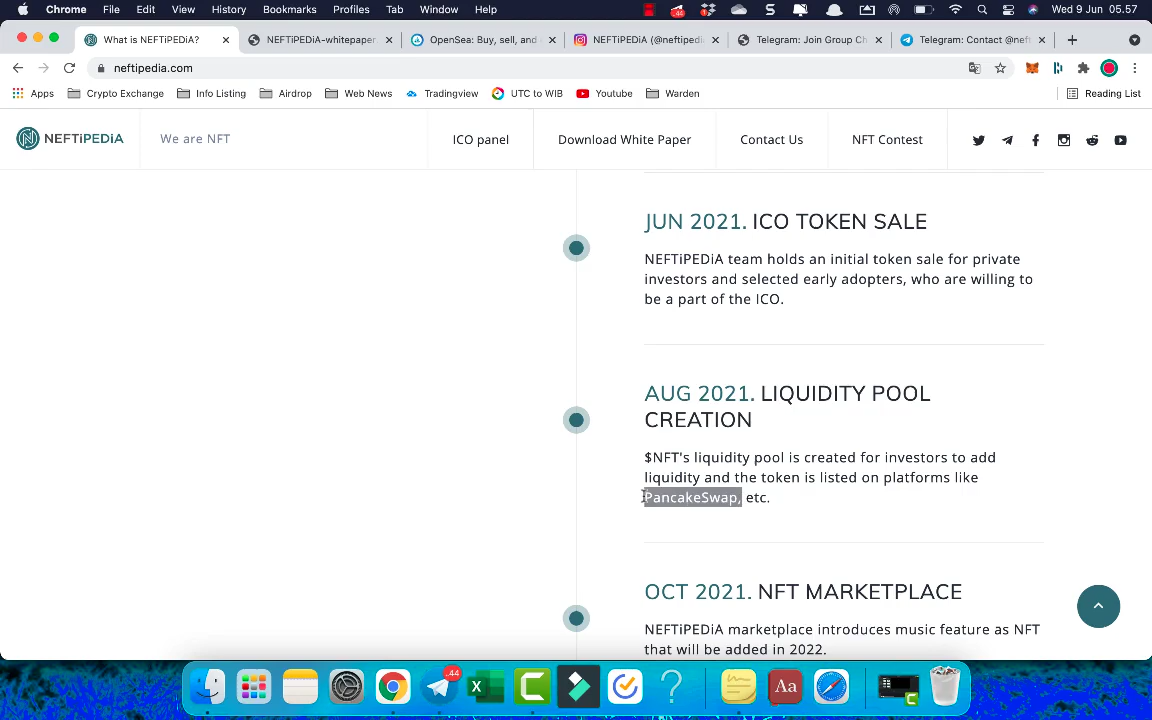 Chrome File Edit View History Bookmarks Profiles Tab Window Help Wed 9 Jun 05.57
What is NEFTiPEDiA? NEFTiPEDiA-whitepaper OpenSea: Buy, sell, and NEFTiPEDiA (@neftipedi Telegram: Join Group Ch Telegram: Contact @neft
neftipedia.com
Apps Crypto Exchange Info Listing Airdrop Web News Tradingview UTC to WIB Youtube Warden Reading List
NEFTiPEDiA We are NFT ICO panel Download White Paper Contact Us NFT Contest
JUN 2021. ICO TOKEN SALE
NEFTiPEDiA team holds an initial token sale for private
investors and selected early adopters, who are willing to
be a part of the ICO.
AUG 2021. LIQUIDITY POOL
CREATION
$NFT's liquidity pool is created for investors to add
liquidity and the token is listed on platforms like
PancakeSwap, etc.
OCT 2021. NFT MARKETPLACE
NEFTiPEDiA marketplace introduces music feature as NFT
that will be added in 2022.
44